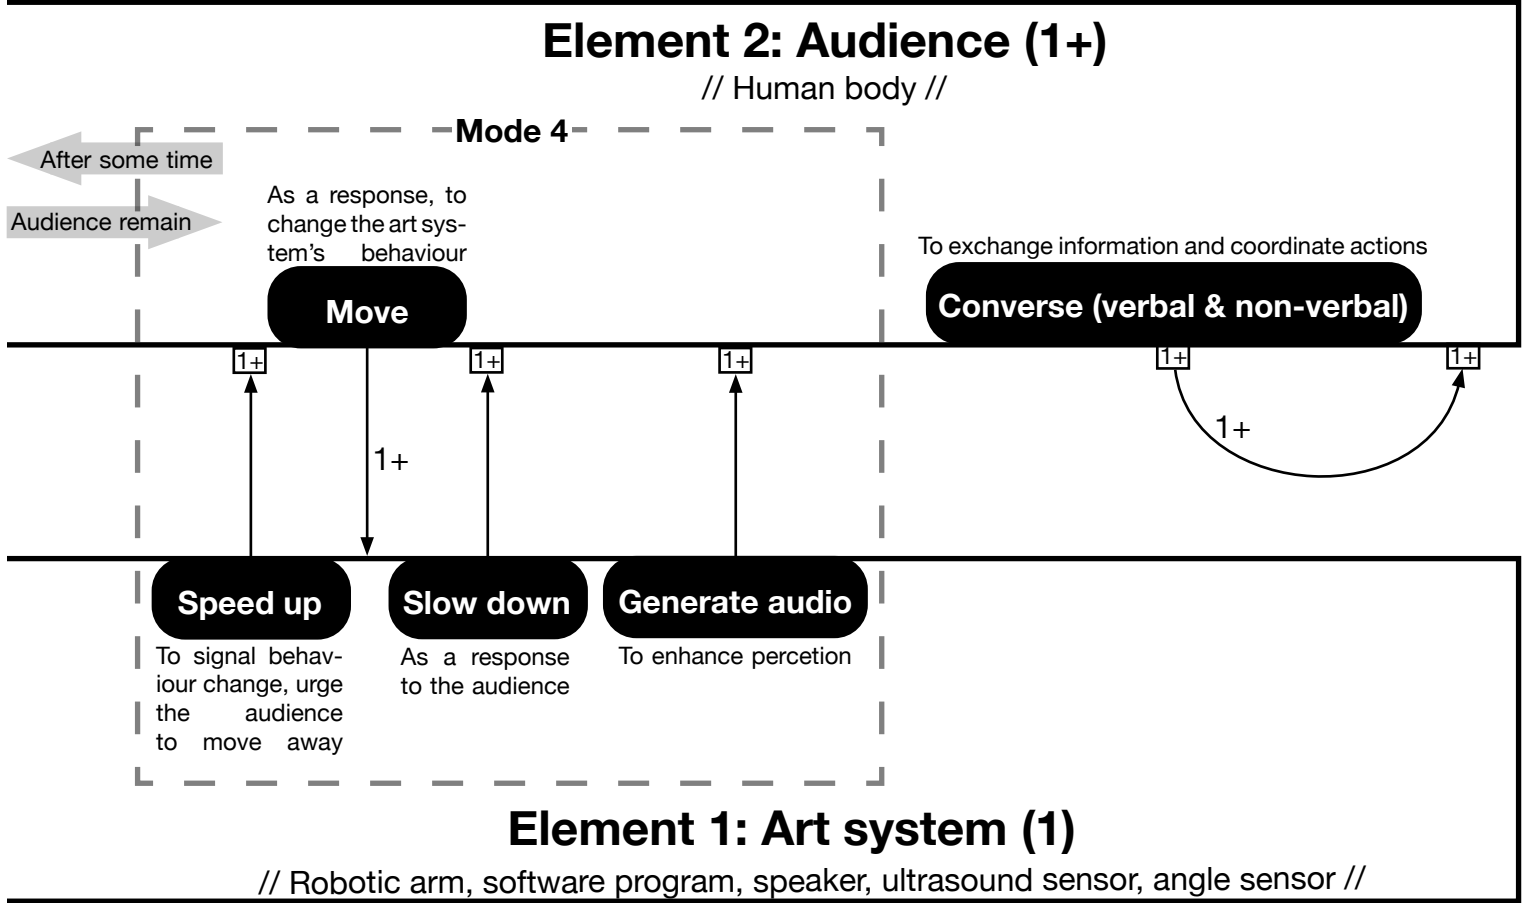 Element 2: Audience (1+)
// Human body //
Mode 4
After some time
Audience remain
As a response, to
change the art sys-
tem's behaviour
Move
To exchange information and coordinate actions
Converse (verbal & non-verbal)
1+
1+
1+
1+
1+
1+
1+
Speed up
To signal behav-
iour change, urge
the audience
to move away
Slow down
As a response
to the audience
Generate audio
To enhance percetion
Element 1: Art system (1)
// Robotic arm, software program, speaker, ultrasound sensor, angle sensor //